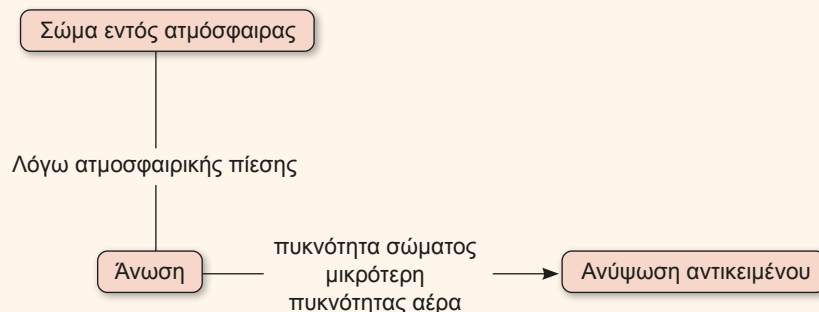 Σώμα εντός ατμόσφαιρας
Λόγω ατμοσφαιρικής πίεσης
Άνωση
πυκνότητα σώματος
μικρότερη
πυκνότητας αέρα
Ανύψωση αντικειμένου